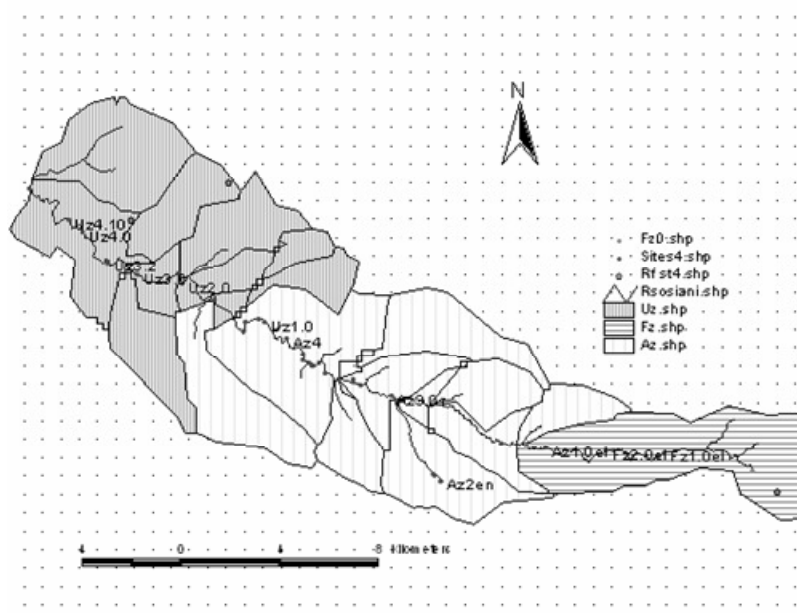 N
Uz4.10
Uz4.0
Uz2.0
Uz1.0
Az4
Az2en
Fz0.shp
Sites4.shp
Rfst4.shp
Rsosiani.shp
Uz.shp
Fz.shp
Az.shp
4 0 4 8 kilometers